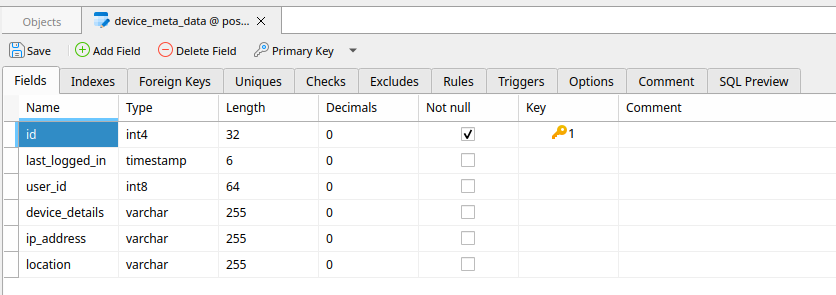 Objects device_meta_data @ pos... ×
Save Add Field Delete Field Primary Key
Fields Indexes Foreign Keys Uniques Checks Excludes Rules Triggers Options Comment SQL Preview
Name Type Length Decimals Not null Key Comment
id int4 32 0 1
last_logged_in timestamp 6 0
user_id int8 64 0
device_details varchar 255 0
ip_address varchar 255 0
location varchar 255 0